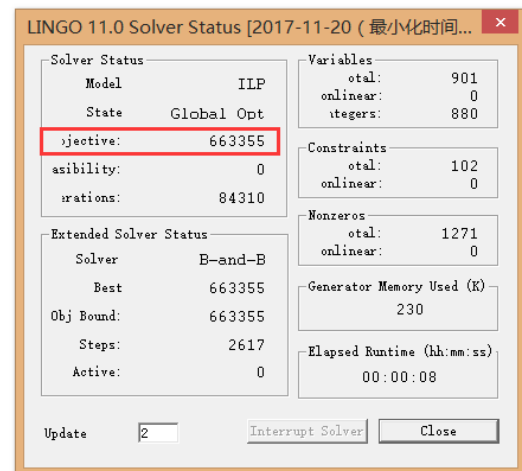 LINGO 11.0 Solver Status [2017-11-20 ( 最小化时间...
Solver Status
Model ILP
State Global Opt
jective: 663355
asibility: 0
erations: 84310
Extended Solver Status
Solver B-and-B
Best 663355
Obj Bound: 663355
Steps: 2617
Active: 0
Update 2
Variables
otal: 901
onlinear: 0
ntegers: 880
Constraints
otal: 102
onlinear: 0
Nonzeros
otal: 1271
onlinear: 0
Generator Memory Used (K)
230
Elapsed Runtime (hh:mm:ss)
00:00:08
Interrupt Solver
Close